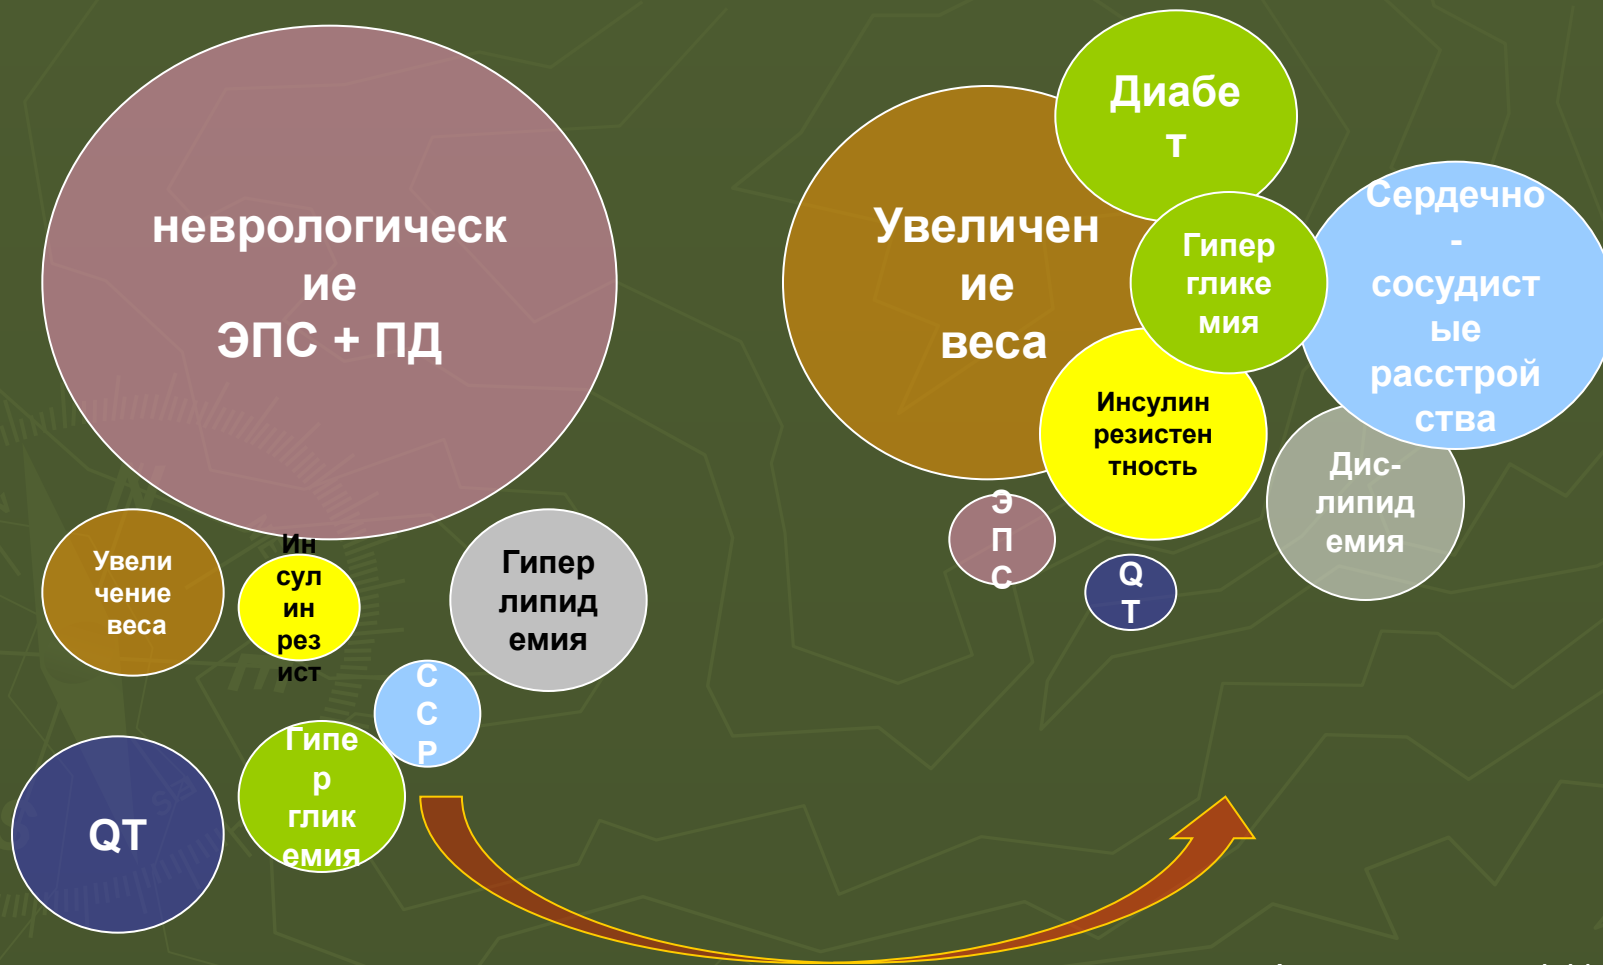 неврологическ
ие
ЭПС + ПД
Увели
чение
веса
Ин
сул
ин
рез
ист
Гипер
липид
емия
С
С
Р
Гипе
р
глик
емия
QT
Увеличен
ие
веса
Диабе
т
Гипер
глике
мия
Сердечно
-
сосудист
ые
расстрой
ства
Инсулин
резистен
тность
Дис-
липид
емия
Э
П
С
Q
T